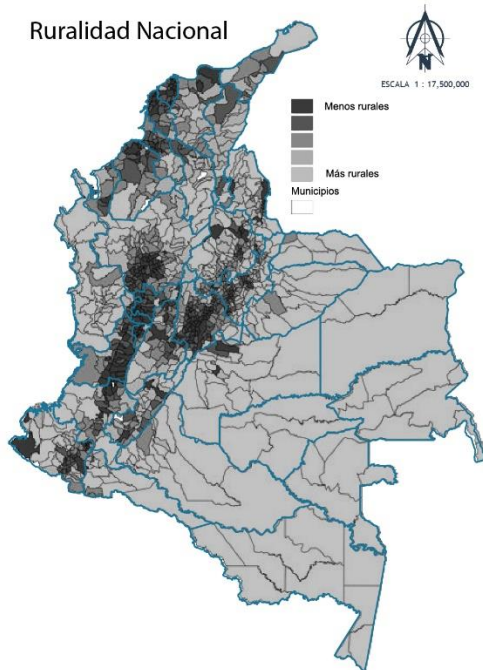 Ruralidad Nacional
N
ESCALA 1 : 17,500,000
Menos rurales
Más rurales
Municipios